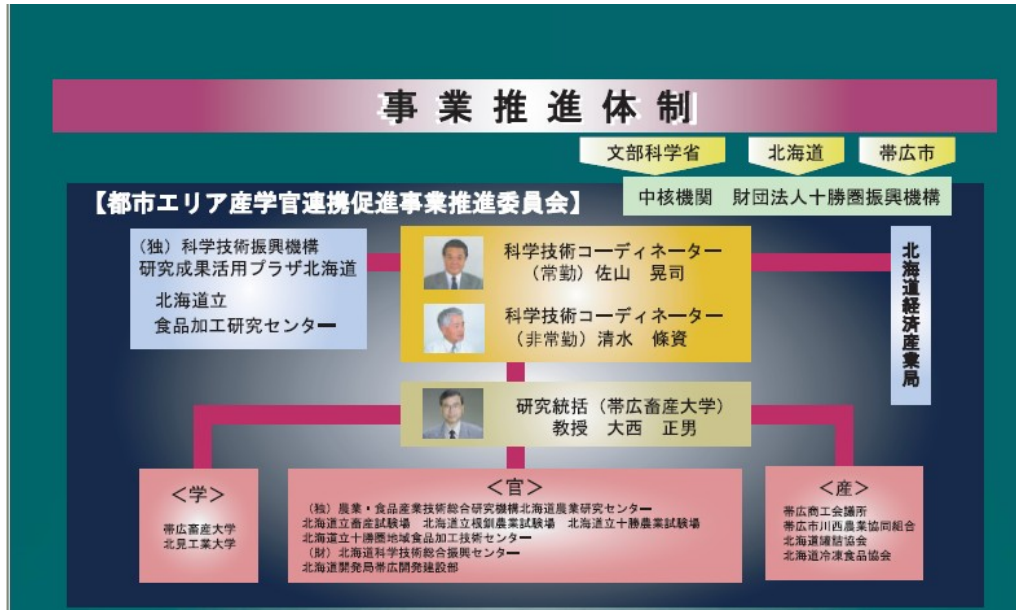 事業推進体制
文部科学省
北海道
帯広市
中核機関　財団法人十勝圏振興機構
【都市エリア産学官連携促進事業推進委員会】
（独）科学技術振興機構
研究成果活用プラザ北海道
北海道立
食品加工研究センター
科学技術コーディネーター
（常勤）佐山　晃司
科学技術コーディネーター
（非常勤）清水　條資
北海道経済産業局
研究統括（帯広畜産大学）
教授　大西　正男
＜学＞
帯広畜産大学
北見工業大学
＜官＞
（独）農業・食品産業技術総合研究機構北海道農業研究センター
北海道立畜産試験場　北海道立根釧農業試験場　北海道立十勝農業試験場
北海道立十勝圏地域食品加工技術センター
（財）北海道科学技術総合振興センター
北海道開発局帯広開発建設部
＜産＞
帯広商工会議所
帯広市川西農業協同組合
北海道罐詰協会
北海道冷凍食品協会